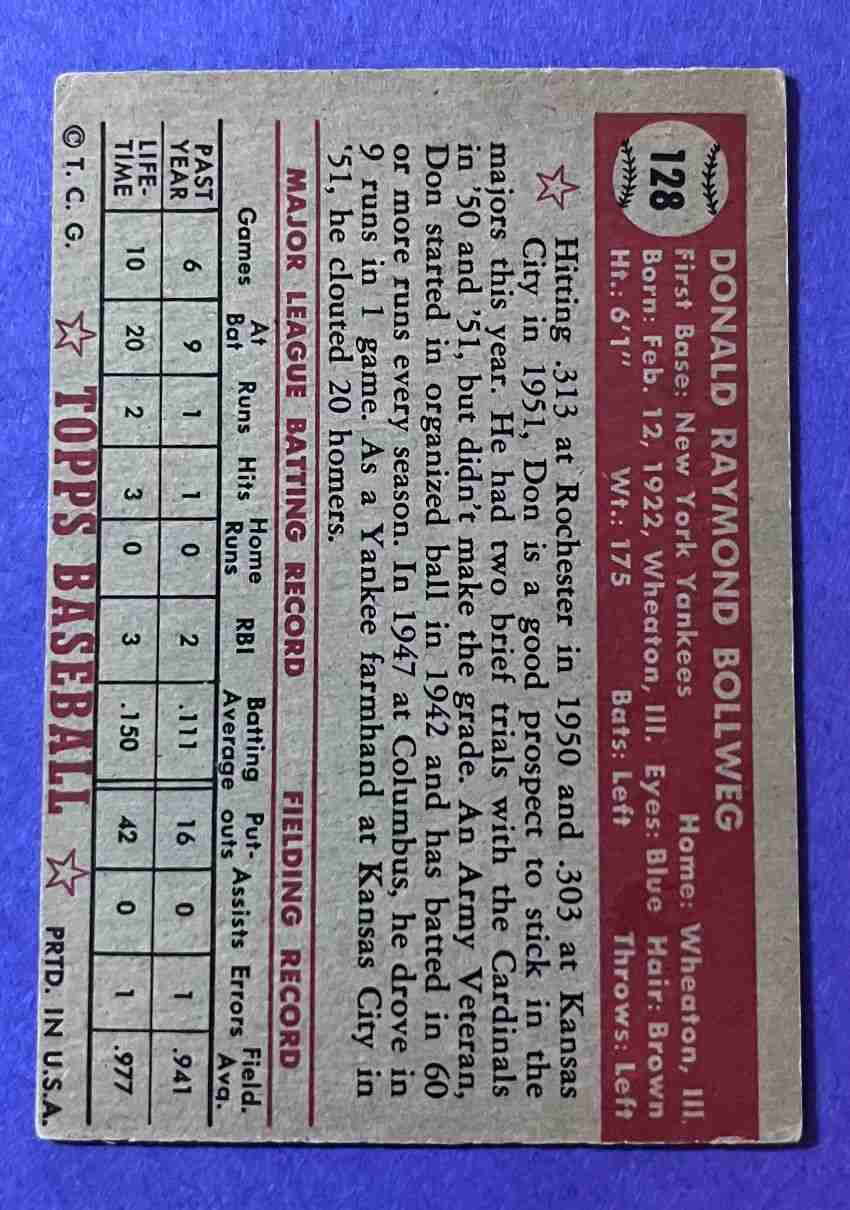 128
DONALD RAYMOND BOLLWEG
First Base: New York Yankees Home: Wheaton, Ill.
Born: Feb. 12, 1922, Wheaton, Ill. Eyes: Blue Hair: Brown
Ht.: 6'1" Wt.: 175 Bats: Left Throws: Left
Hitting .313 at Rochester in 1950 and .303 at Kansas
City in 1951, Don is a good prospect to stick in the
majors this year. He had two brief trials with the Cardinals
in '50 and '51, but didn't make the grade. An Army Veteran,
Don started in organized ball in 1942 and has batted in 60
or more runs every season. In 1947 at Columbus, he drove in
9 runs in 1 game. As a Yankee farmhand at Kansas City in
'51, he clouted 20 homers.
MAJOR LEAGUE BATTING RECORD FIELDING RECORD
Games At Bat Runs Hits Home Runs RBI Batting Average Put-outs Assists Errors Field. Avg.
PAST YEAR 6 9 1 1 0 2 .111 16 0 1 .941
LIFE-TIME 10 20 2 3 0 3 .150 42 0 1 .977
© T. C. G. TOPPS BASEBALL PRTD. IN U.S.A.